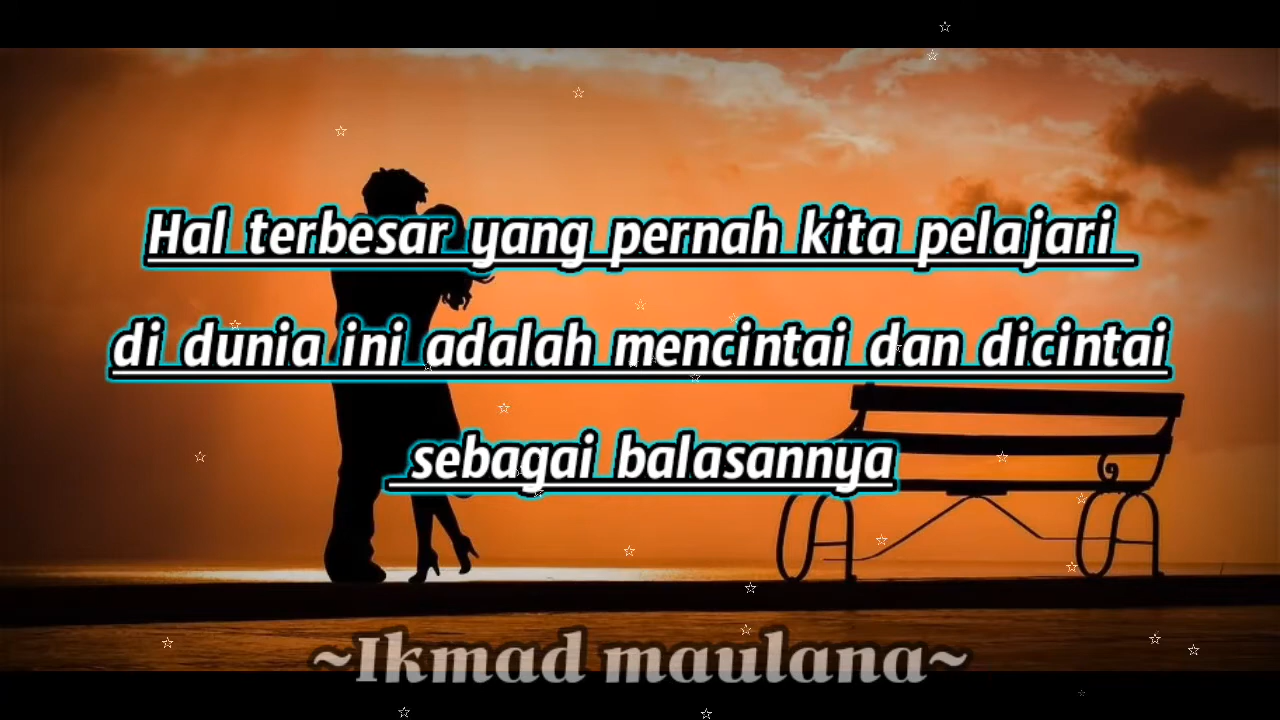 Hal terbesar yang pernah kita pelajari
di dunia ini adalah mencintai dan dicintai
sebagai balasannya
~Ikmad maulana~